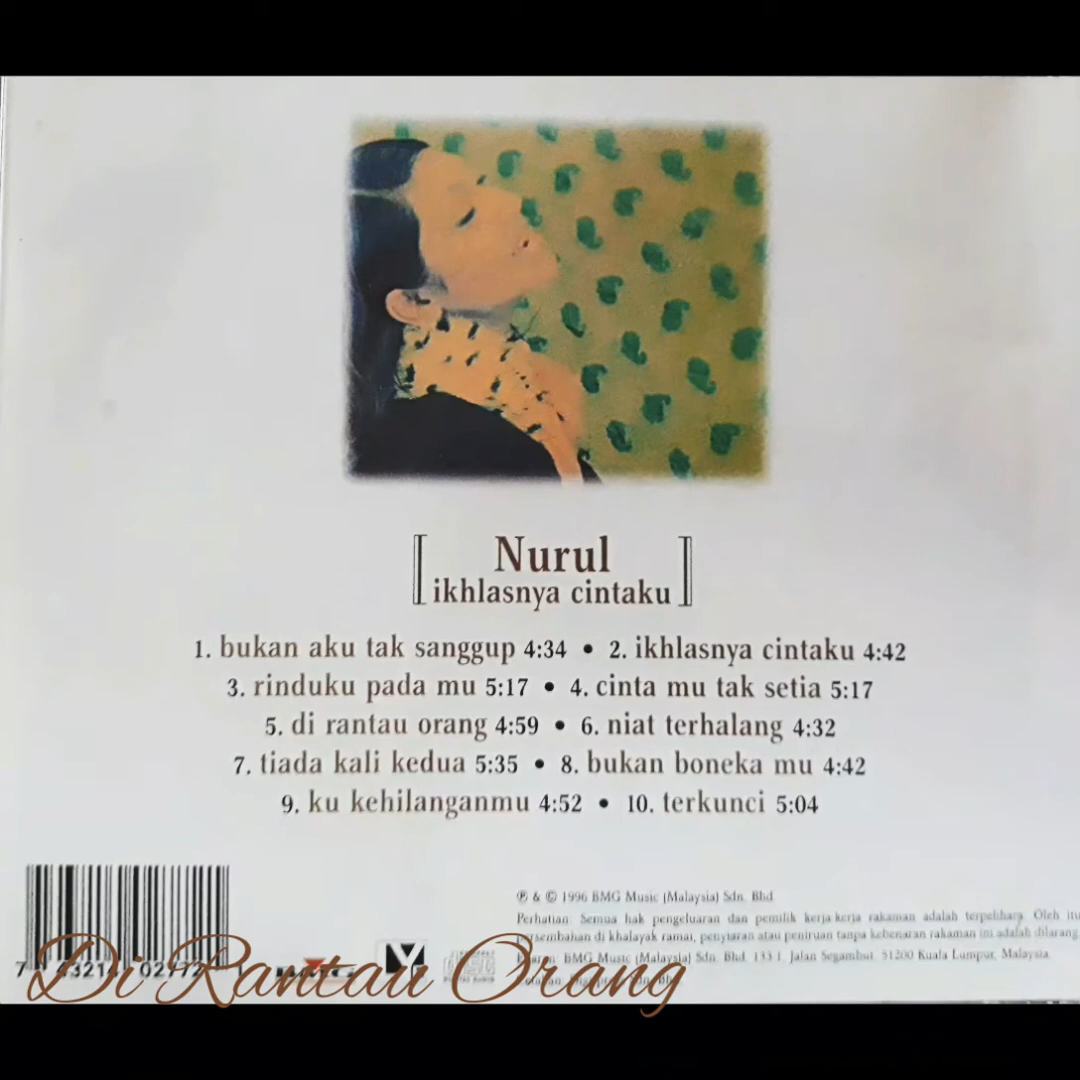 Nurul
ikhlasnya cintaku
1. bukan aku tak sanggup 4:34 • 2. ikhlasnya cintaku 4:42
3. rinduku pada mu 5:17 • 4. cinta mu tak setia 5:17
5. di rantau orang 4:59 • 6. niat terhalang 4:32
7. tiada kali kedua 5:35 • 8. bukan boneka mu 4:42
9. ku kehilanganmu 4:52 • 10. terkunci 5:04
℗ & © 1996 BMG Music (Malaysia) Sdn. Bhd
Perhatian: Semua hak pengeluaran dan pemilik kerja kerja rakaman adalah terpelihara. Oleh itu
di khalayak ramai, penyiaran atau peniruan tanpa kebenaran rakaman ini adalah dilarang.
BMG Music (Malaysia) Sdn. Bhd. 133 1, Jalan Segambut. 51200 Kuala Lumpur, Malaysia.
Di Rantau Orang